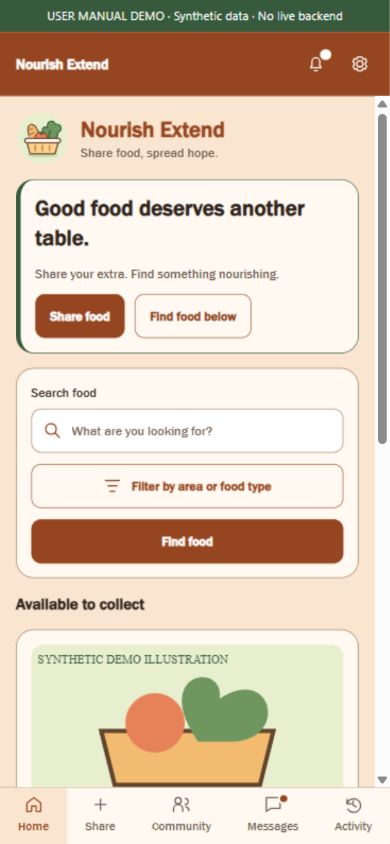 USER MANUAL DEMO · Synthetic data · No live backend
Nourish Extend
Nourish Extend
Share food, spread hope.
Good food deserves another
table.
Share your extra. Find something nourishing.
Share food
Find food below
Search food
What are you looking for?
Filter by area or food type
Find food
Available to collect
SYNTHETIC DEMO ILLUSTRATION
Home
Share
Community
Messages
Activity